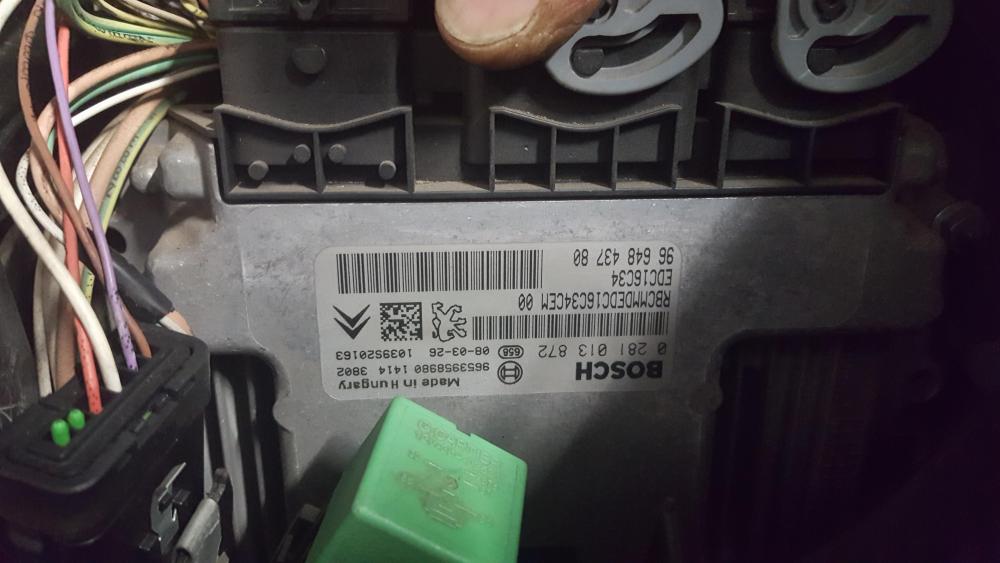 BOSCH
Made in Hungary
9653958980 1414 3802
0 281 013 872
658 08-03-26 1039S20163
RBCMMDEDC16C34CEM 00
EDC16C34
96 648 437 80